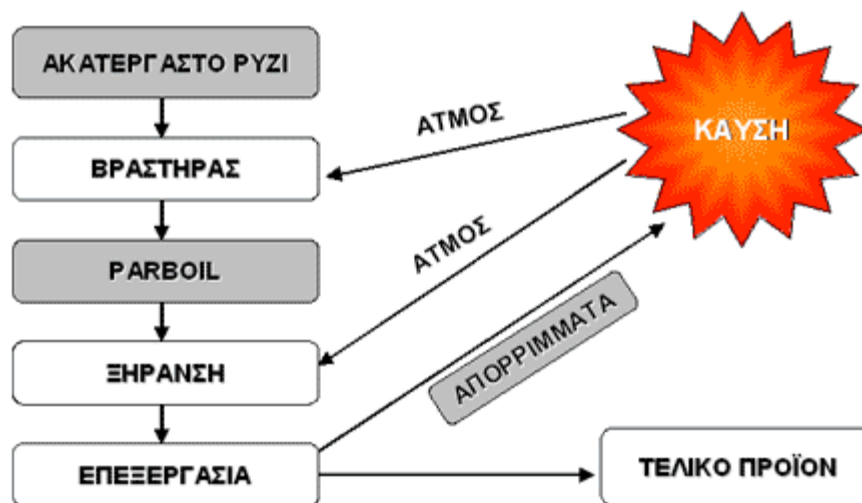 ΑΚΑΤΕΡΓΑΣΤΟ ΡΥΖΙ
ΑΤΜΟΣ
ΚΑΥΣΗ
ΒΡΑΣΤΗΡΑΣ
PARBOIL
ΑΤΜΟΣ
ΞΗΡΑΝΣΗ
ΑΠΟΡΡΙΜΜΑΤΑ
ΕΠΕΞΕΡΓΑΣΙΑ
ΤΕΛΙΚΟ ΠΡΟΪΟΝ